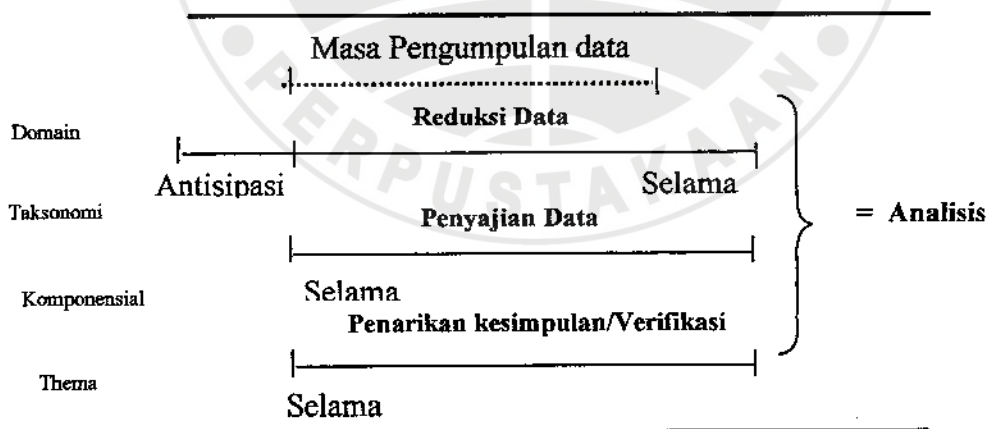 Masa Pengumpulan data
Reduksi Data
Domain
Antisipasi Selama
Taksonomi
Penyajian Data
= Analisis
Selama
Komponensial
Penarikan kesimpulan/Verifikasi
Thema
Selama
PERPUSTAKAAN